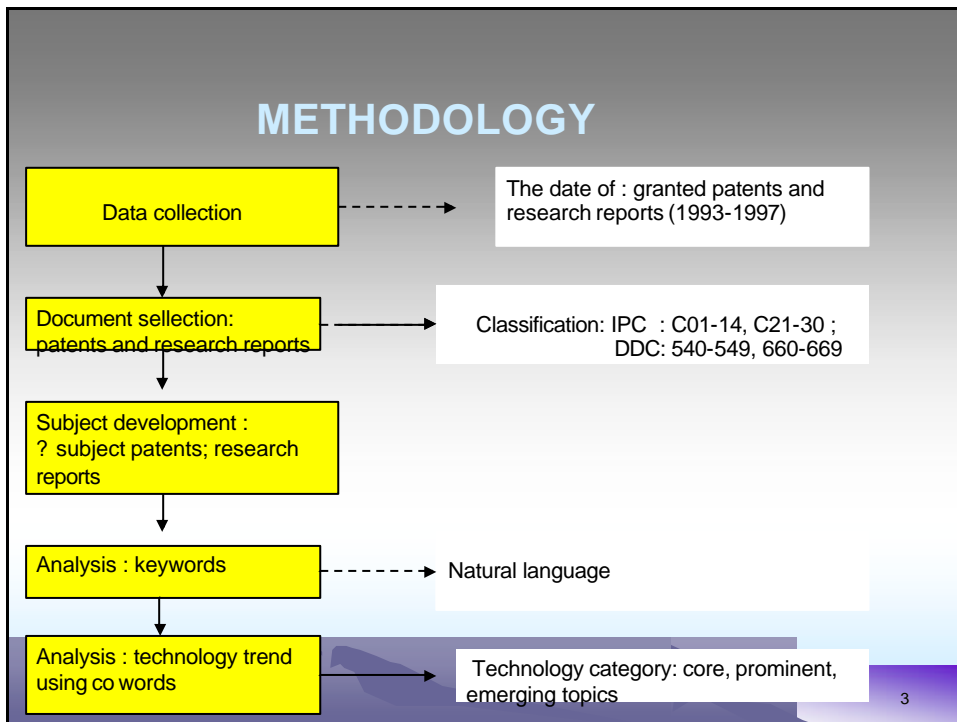 METHODOLOGY
Data collection
The date of : granted patents and
research reports (1993-1997)
Document sellection:
patents and research reports
Classification: IPC : C01-14, C21-30 ;
DDC: 540-549, 660-669
Subject development :
? subject patents; research
reports
Analysis : keywords
Natural language
Analysis : technology trend
using co words
Technology category: core, prominent,
emerging topics
3